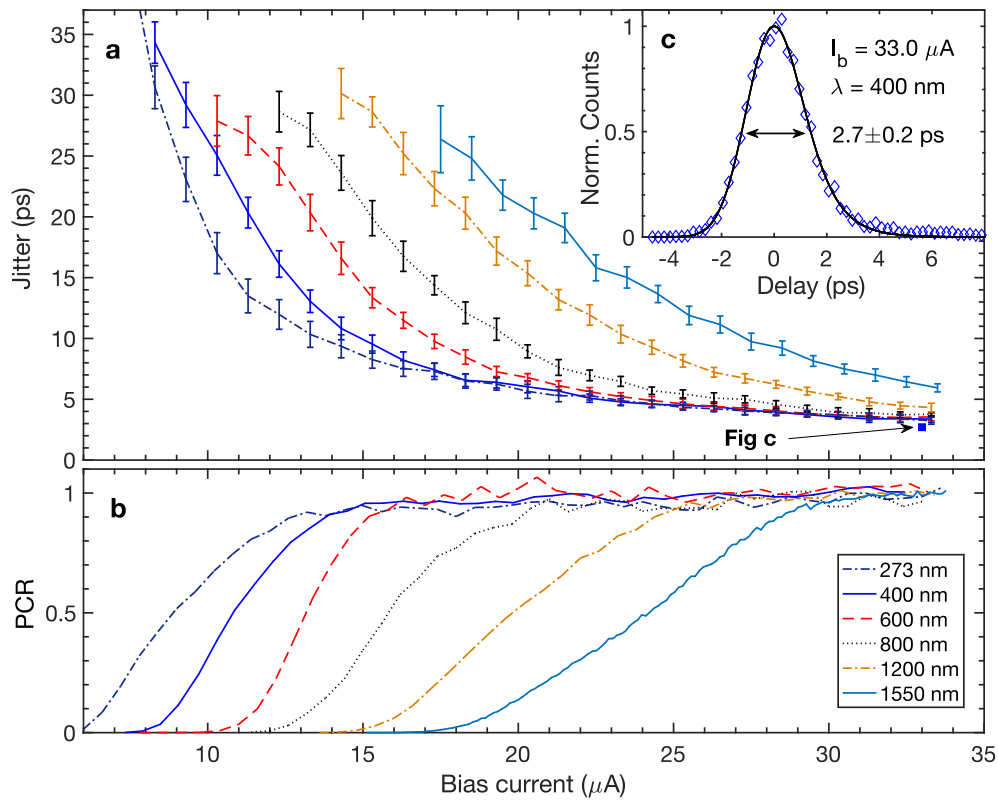 a
35
30
25
20
15
10
5
0
Jitter (ps)
c
1
0.5
0
Norm. Counts
I_b = 33.0 μA
λ = 400 nm
2.7±0.2 ps
-4 -2 0 2 4 6
Delay (ps)
Fig c
b
1
0.5
0
PCR
273 nm
400 nm
600 nm
800 nm
1200 nm
1550 nm
10 15 20 25 30 35
Bias current (μA)